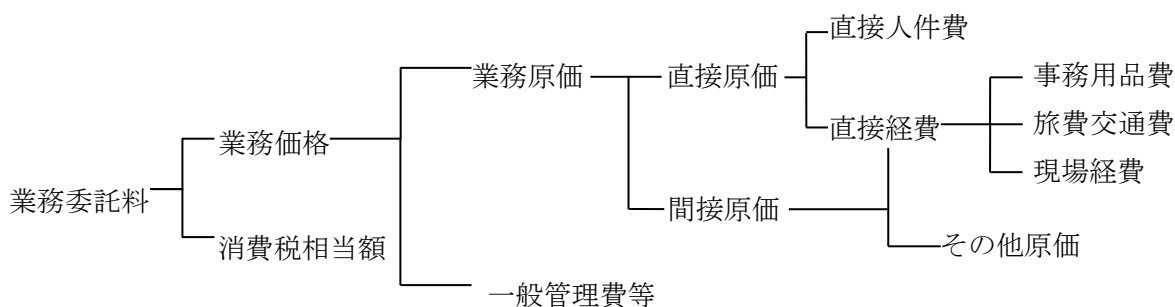 直接人件費
業務原価
直接原価
事務用品費
業務価格
直接経費
旅費交通費
現場経費
業務委託料
間接原価
消費税相当額
その他原価
一般管理費等